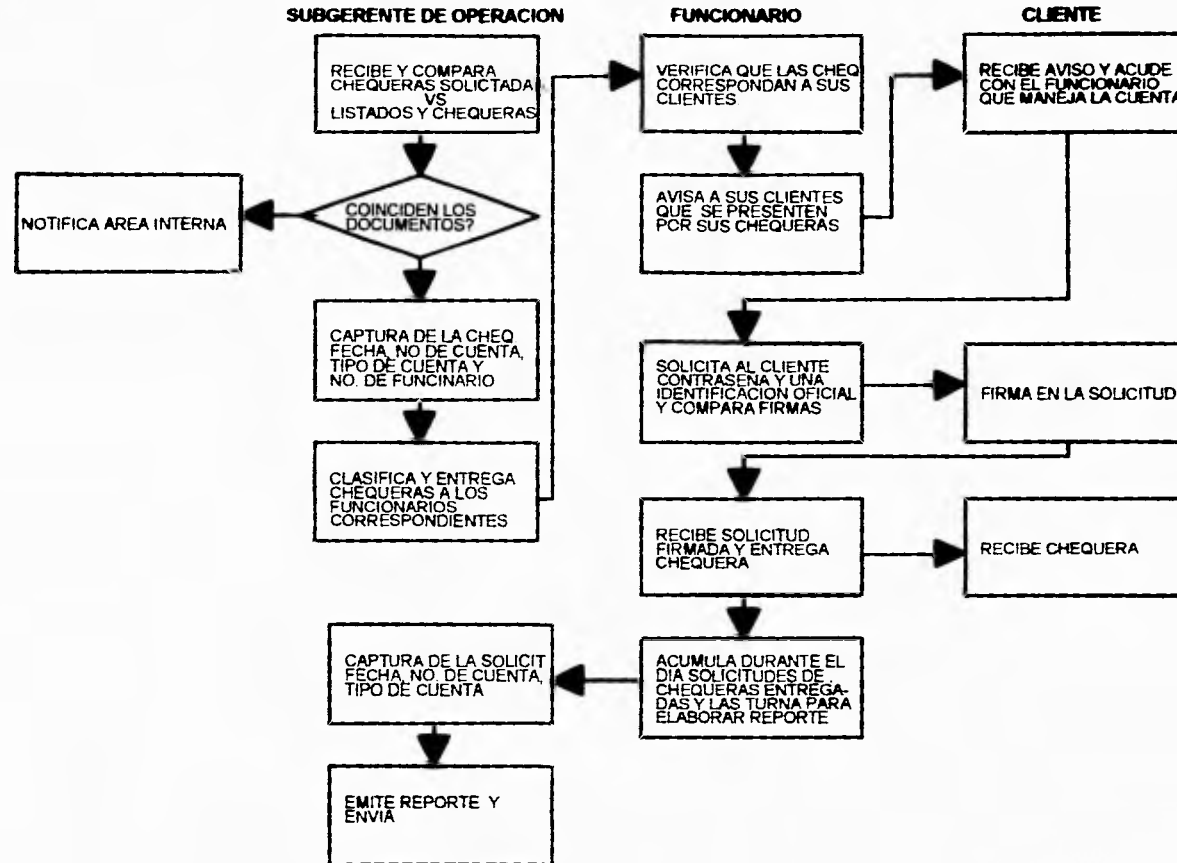 SUBGERENTE DE OPERACION
FUNCIONARIO
CLIENTE
RECIBE Y COMPARA
CHEQUERAS SOLICTADA
VS
LISTADOS Y CHEQUERAS
VERIFICA QUE LAS CHEQ
CORRESPONDAN A SUS
CLIENTES
RECIBE AVISO Y ACUDE
CON EL FUNCIONARIO
QUE MANEJA LA CUENTA
NOTIFICA AREA INTERNA
COINCIDEN LOS
DOCUMENTOS?
AVISA A SUS CLIENTES
QUE SE PRESENTEN
POR SUS CHEQUERAS
CAPTURA DE LA CHEQ
FECHA, NO DE CUENTA,
TIPO DE CUENTA Y
NO. DE FUNCINARIO
SOLICITA AL CLIENTE
CONTRASENA Y UNA
IDENTIFICACION OFICIAL
Y COMPARA FIRMAS
FIRMA EN LA SOLICITUD
CLASIFICA Y ENTREGA
CHEQUERAS A LOS
FUNCIONARIOS
CORRESPONDIENTES
RECIBE SOLICITUD
FIRMADA Y ENTREGA
CHEQUERA
RECIBE CHEQUERA
CAPTURA DE LA SOLICIT
FECHA, NO. DE CUENTA,
TIPO DE CUENTA
ACUMULA DURANTE EL
DIA SOLICITUDES DE
CHEQUERAS ENTREGA-
DAS Y LAS TURNA PARA
ELABORAR REPORTE
EMITE REPORTE Y
ENVIA